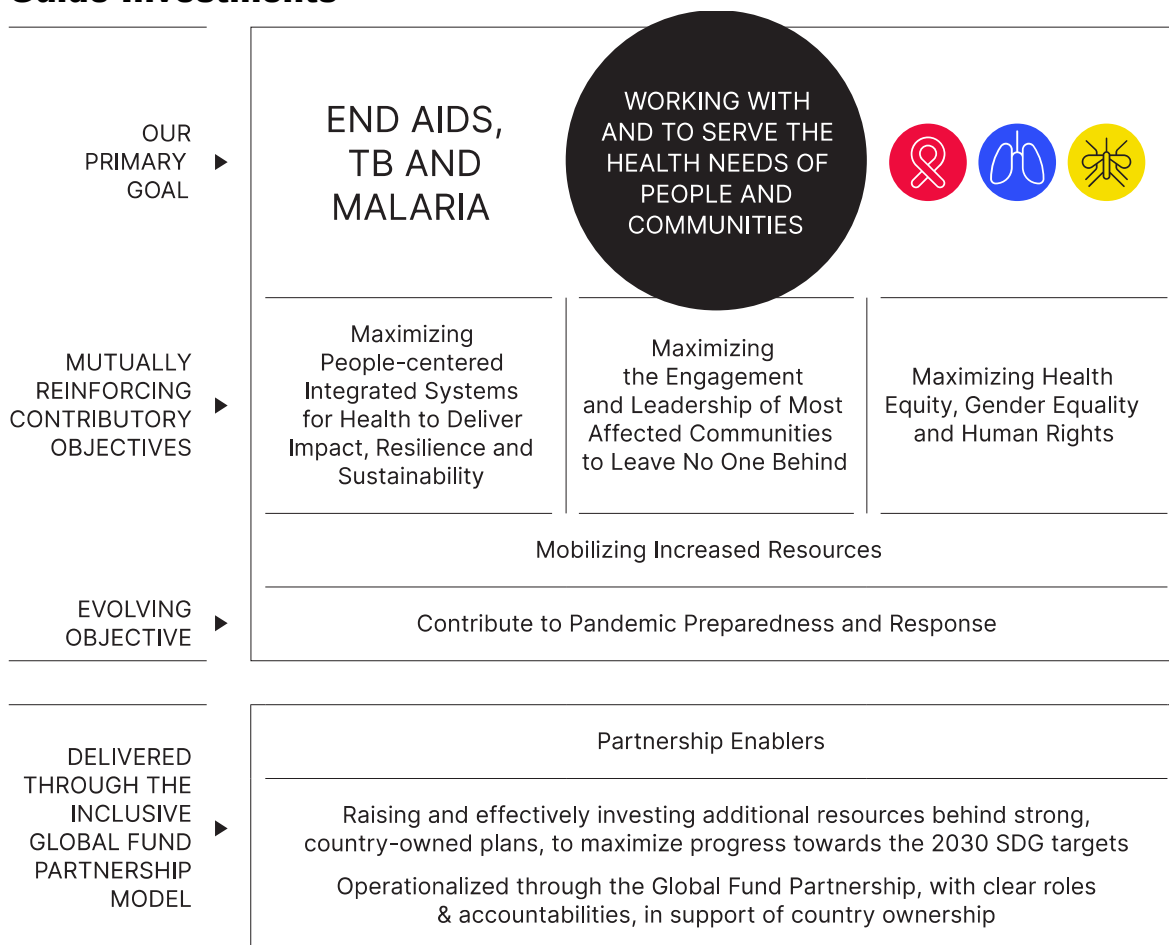 OUR
PRIMARY
GOAL
END AIDS,
TB AND
MALARIA
WORKING WITH
AND TO SERVE THE
HEALTH NEEDS OF
PEOPLE AND
COMMUNITIES
MUTUALLY
REINFORCING
CONTRIBUTORY
OBJECTIVES
Maximizing
People-centered
Integrated Systems
for Health to Deliver
Impact, Resilience and
Sustainability
Maximizing
the Engagement
and Leadership of Most
Affected Communities
to Leave No One Behind
Maximizing Health
Equity, Gender Equality
and Human Rights
Mobilizing Increased Resources
EVOLVING
OBJECTIVE
Contribute to Pandemic Preparedness and Response
DELIVERED
THROUGH THE
INCLUSIVE
GLOBAL FUND
PARTNERSHIP
MODEL
Partnership Enablers
Raising and effectively investing additional resources behind strong,
country-owned plans, to maximize progress towards the 2030 SDG targets
Operationalized through the Global Fund Partnership, with clear roles
& accountabilities, in support of country ownership